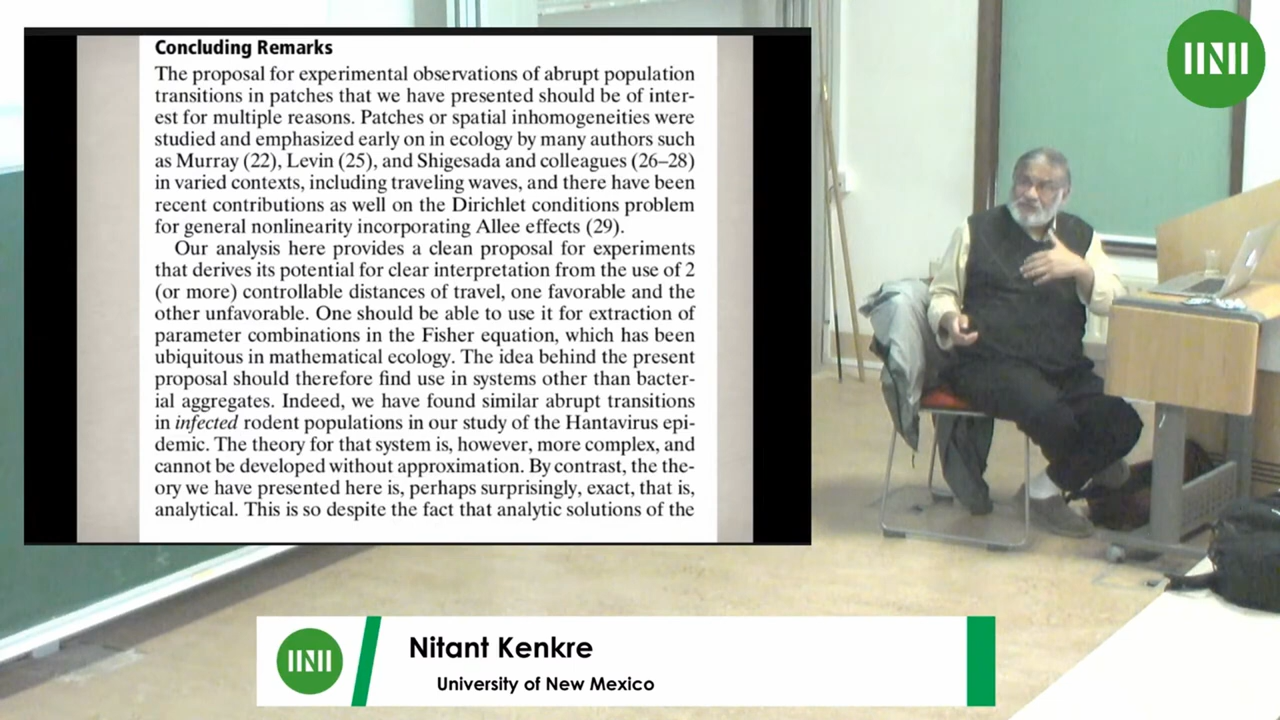 Concluding Remarks
The proposal for experimental observations of abrupt population
transitions in patches that we have presented should be of inter-
est for multiple reasons. Patches or spatial inhomogeneities were
studied and emphasized early on in ecology by many authors such
as Murray (22), Levin (25), and Shigesada and colleagues (26–28)
in varied contexts, including traveling waves, and there have been
recent contributions as well on the Dirichlet conditions problem
for general nonlinearity incorporating Allee effects (29).
Our analysis here provides a clean proposal for experiments
that derives its potential for clear interpretation from the use of 2
(or more) controllable distances of travel, one favorable and the
other unfavorable. One should be able to use it for extraction of
parameter combinations in the Fisher equation, which has been
ubiquitous in mathematical ecology. The idea behind the present
proposal should therefore find use in systems other than bacter-
ial aggregates. Indeed, we have found similar abrupt transitions
in infected rodent populations in our study of the Hantavirus epi-
demic. The theory for that system is, however, more complex, and
cannot be developed without approximation. By contrast, the the-
ory we have presented here is, perhaps surprisingly, exact, that is,
analytical. This is so despite the fact that analytic solutions of the
IINII
IINII
Nitant Kenkre
University of New Mexico